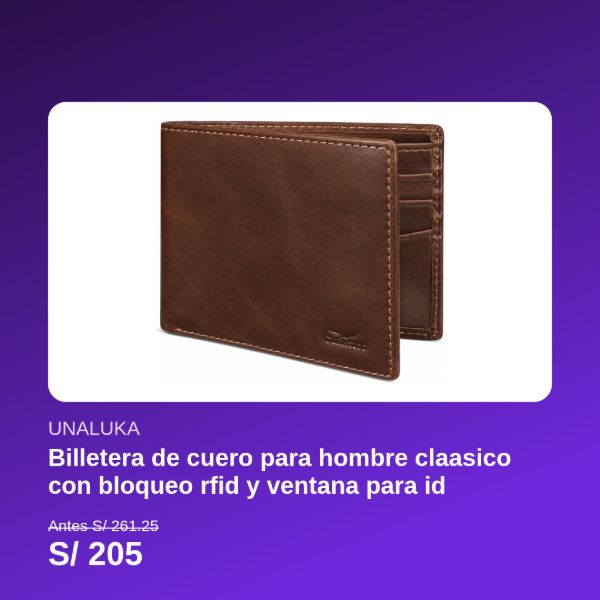 UNALUKA
Billetera de cuero para hombre claasico
con bloqueo rfid y ventana para id
Antes S/ 261.25
S/ 205